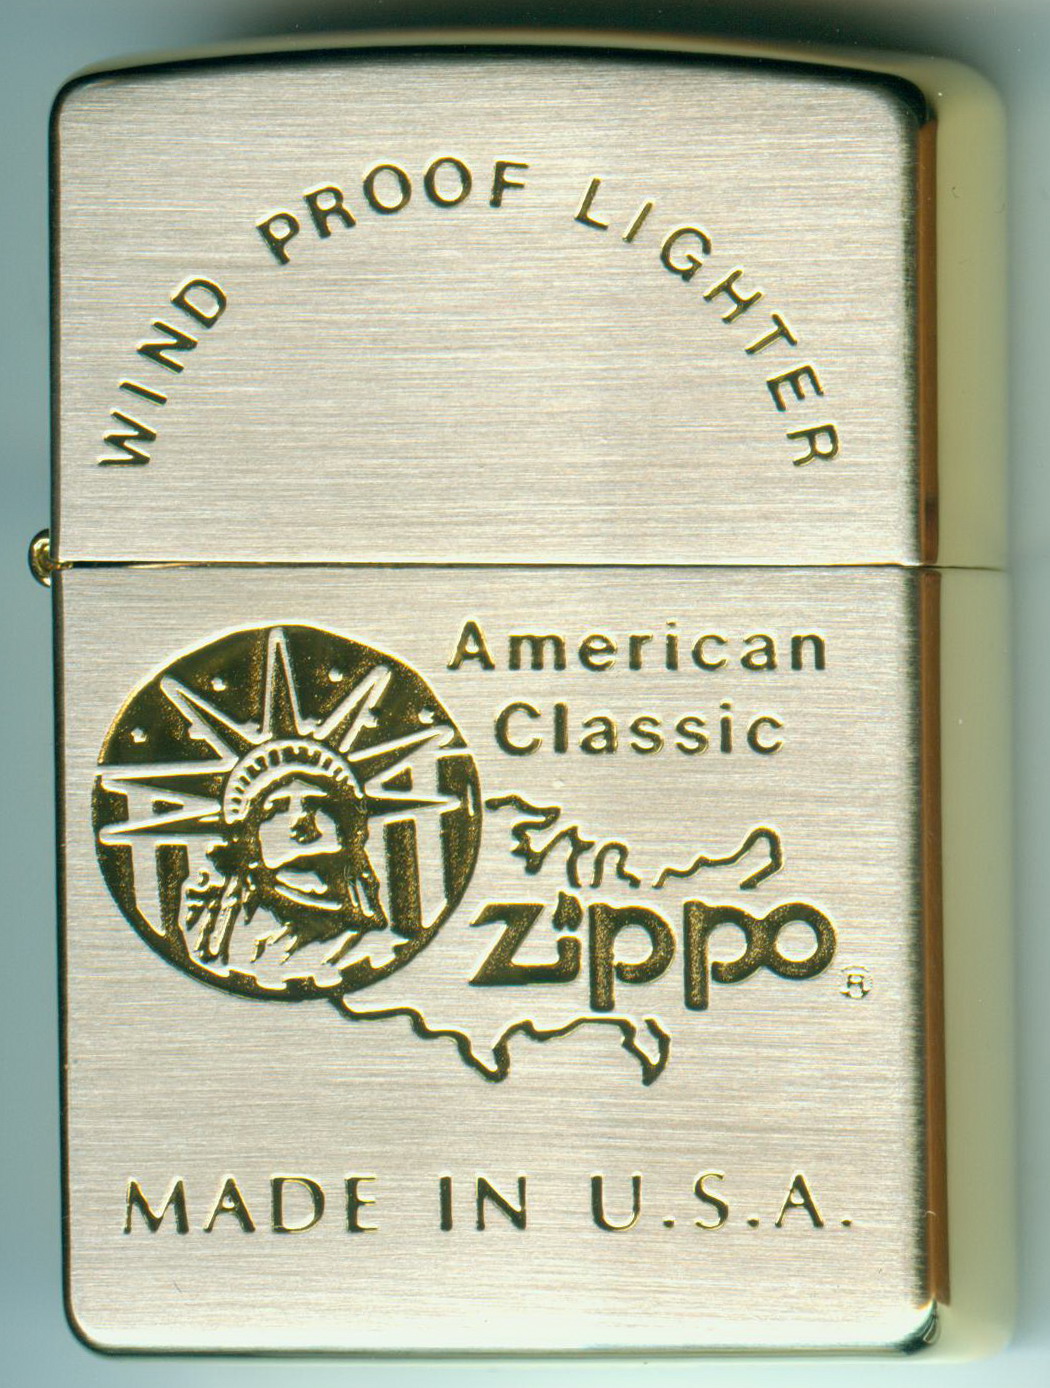 WIND PROOF LIGHTER
American
Classic
zippo ®
MADE IN U.S.A.